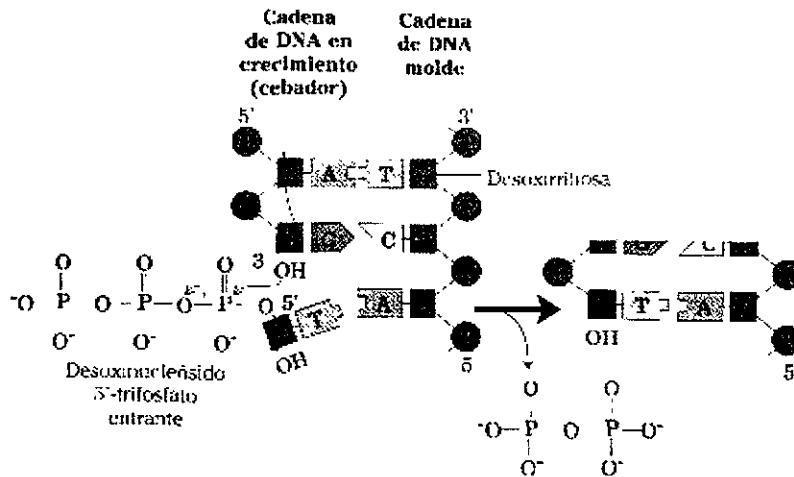 Cadena
de DNA en
crecimiento
(cebador)
Cadena
de DNA
molde
5'
3'
A
T
Desoxirribosa
G
C
3
OH
5'
T
A
OH
5
O
O
O
⁻O
P
O
P
O
P
O
O⁻
O⁻
O⁻
Desoxinucleósido
5'-trifosfato
entrante
G
C
T
A
OH
5
O
O
⁻O—P
O
P—O⁻
O⁻
O⁻